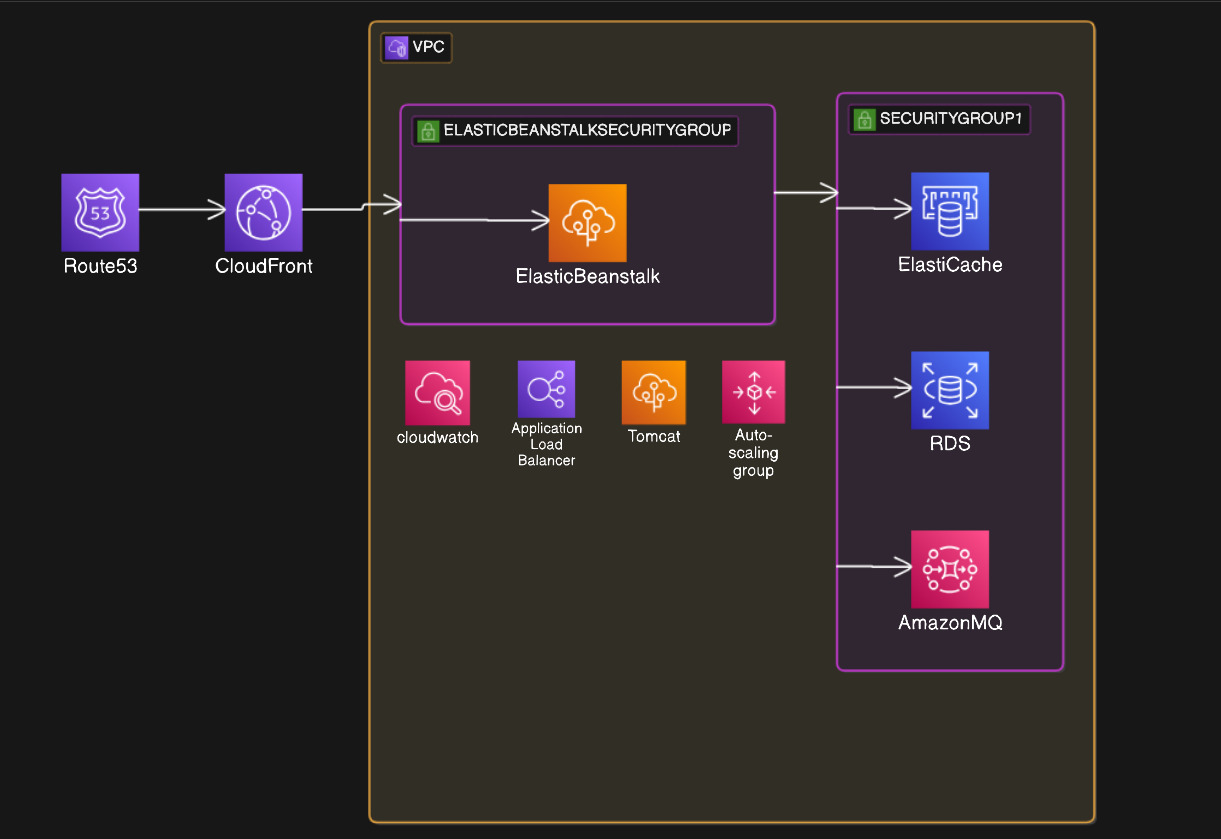 VPC
ELASTICBEANSTALKSECURITYGROUP
SECURITYGROUP1
53
Route53
CloudFront
ElasticBeanstalk
ElastiCache
cloudwatch
Application
Load
Balancer
Tomcat
Auto-
scaling
group
RDS
AmazonMQ